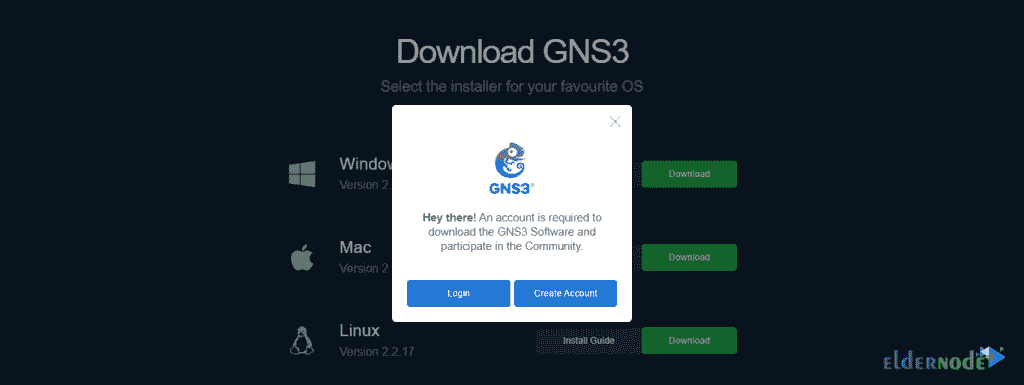 Download GNS3
Select the installer for your favourite OS
GNS3®
Hey there! An account is required to
download the GNS3 Software and
participate in the Community.
Login
Create Account
Version 2.
Download
Mac
Version 2
Download
Linux
Version 2.2.17
Install Guide
Download
ELDERNODE